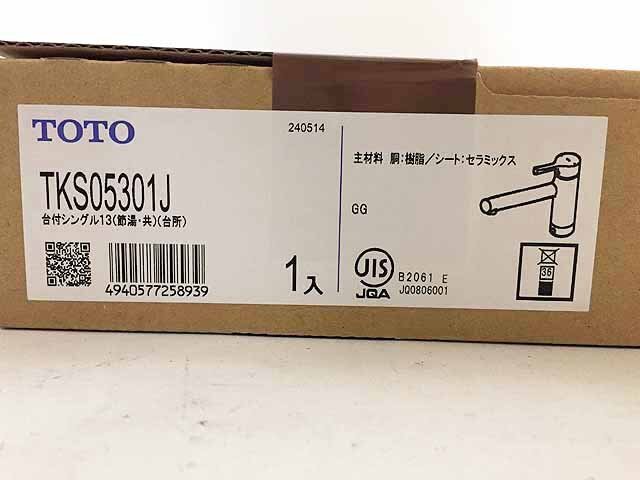 TOTO
240514
TKS05301J
台付シングル13(節湯・共)(台所)
4940577258939
1入
主材料 胴:樹脂/シート:セラミックス
GG
JIS
JQA
B2061 E
JQ0806001
36